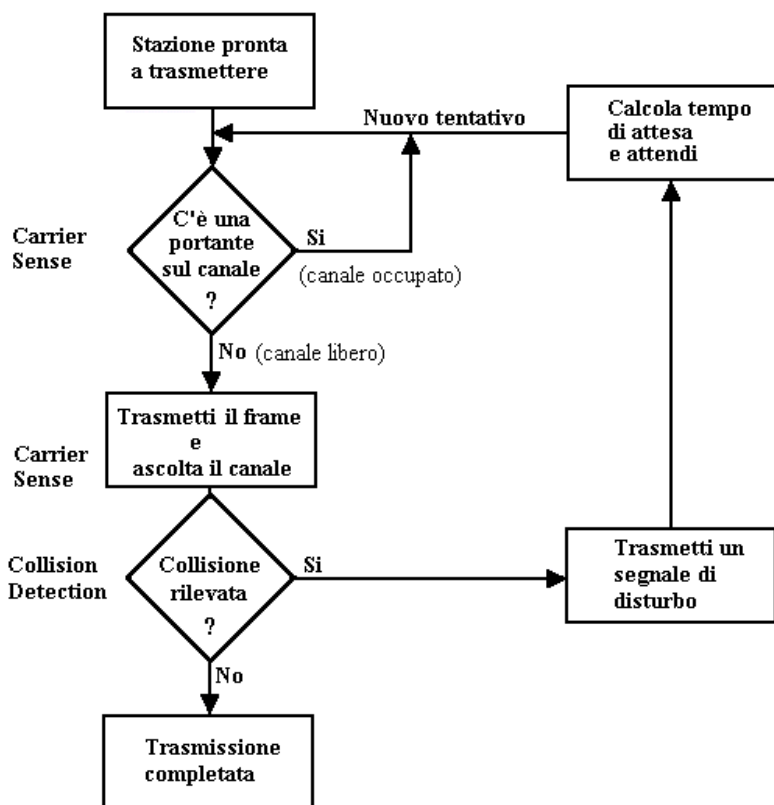 Stazione pronta
a trasmettere
Nuovo tentativo
Calcola tempo
di attesa
e attendi
Carrier
Sense
C'è una
portante
sul canale
?
Si
(canale occupato)
No (canale libero)
Trasmetti il frame
e
ascolta il canale
Carrier
Sense
Collision
Detection
Collisione
rilevata
?
Si
Trasmetti un
segnale di
disturbo
No
Trasmissione
completata